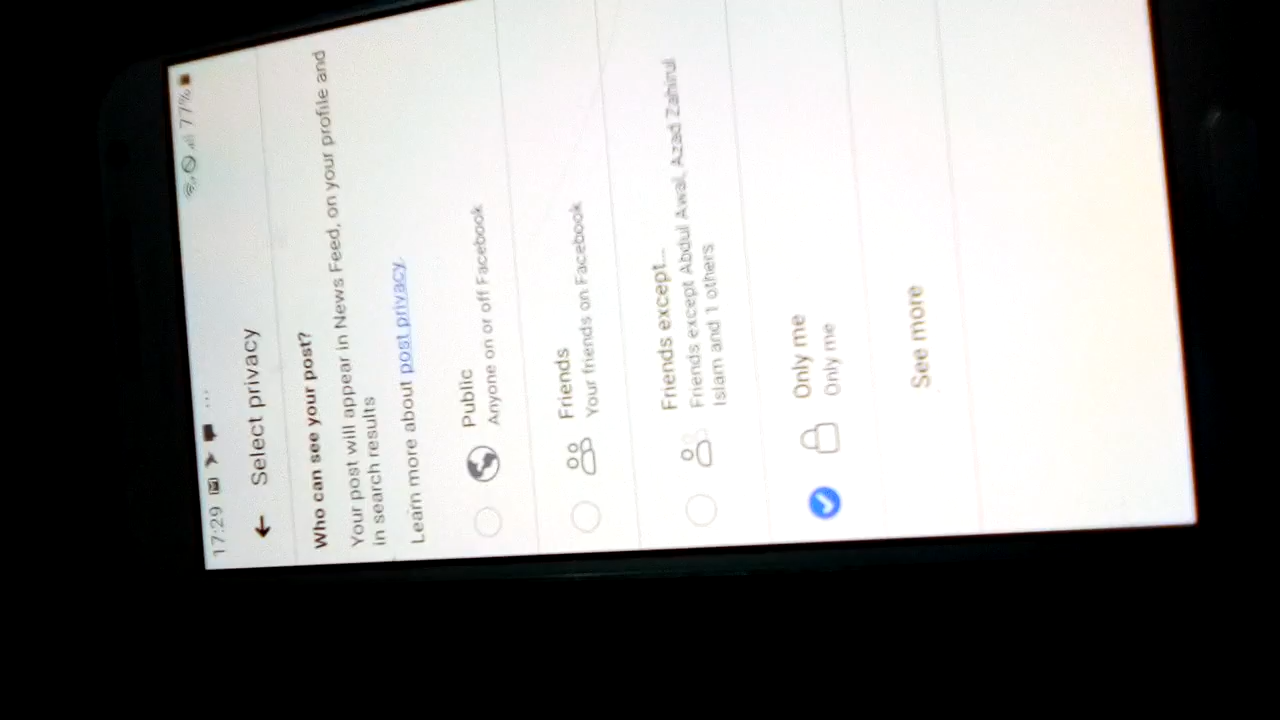 17:29 ... 77%
Select privacy
Who can see your post?
Your post will appear in News Feed, on your profile and
in search results
Learn more about post privacy.
Public
Anyone on or off Facebook
Friends
Your friends on Facebook
Friends except...
Friends except Abdul Awal, Azad Zahirul
Islam and 1 others
Only me
Only me
See more